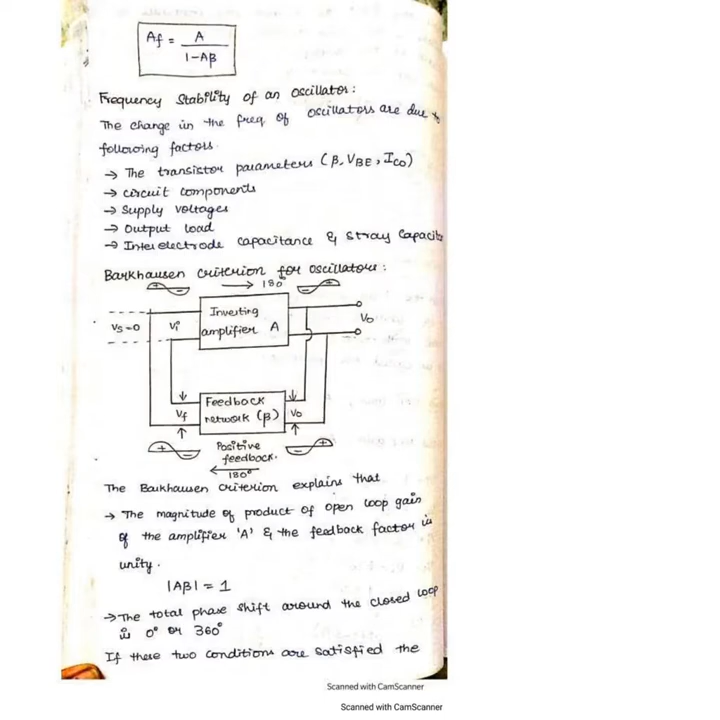 Af = A / 1-Aβ
Frequency Stability of an oscillator:
The change in the freq of oscillators are due to
following factors.
→ The transistor parameters (β, VBE, ICO)
→ circuit components
→ Supply voltages
→ Output load
→ Interelectrode capacitance & stray capacita
Barkhausen criterion for oscillators:
→ 180°
+ - - +
Vs=0 Vi Inverting amplifier A Vo
Vf Feedback network (β) Vo
+ - - +
Positive
feedback.
← 180°
The Barkhausen criterion explains that
→ The magnitude of product of open loop gain
of the amplifier 'A' & the feedback factor is
unity.
|Aβ| = 1
→ The total phase shift around the closed loop
is 0° or 360°
If these two conditions are satisfied the
Scanned with CamScanner
Scanned with CamScanner